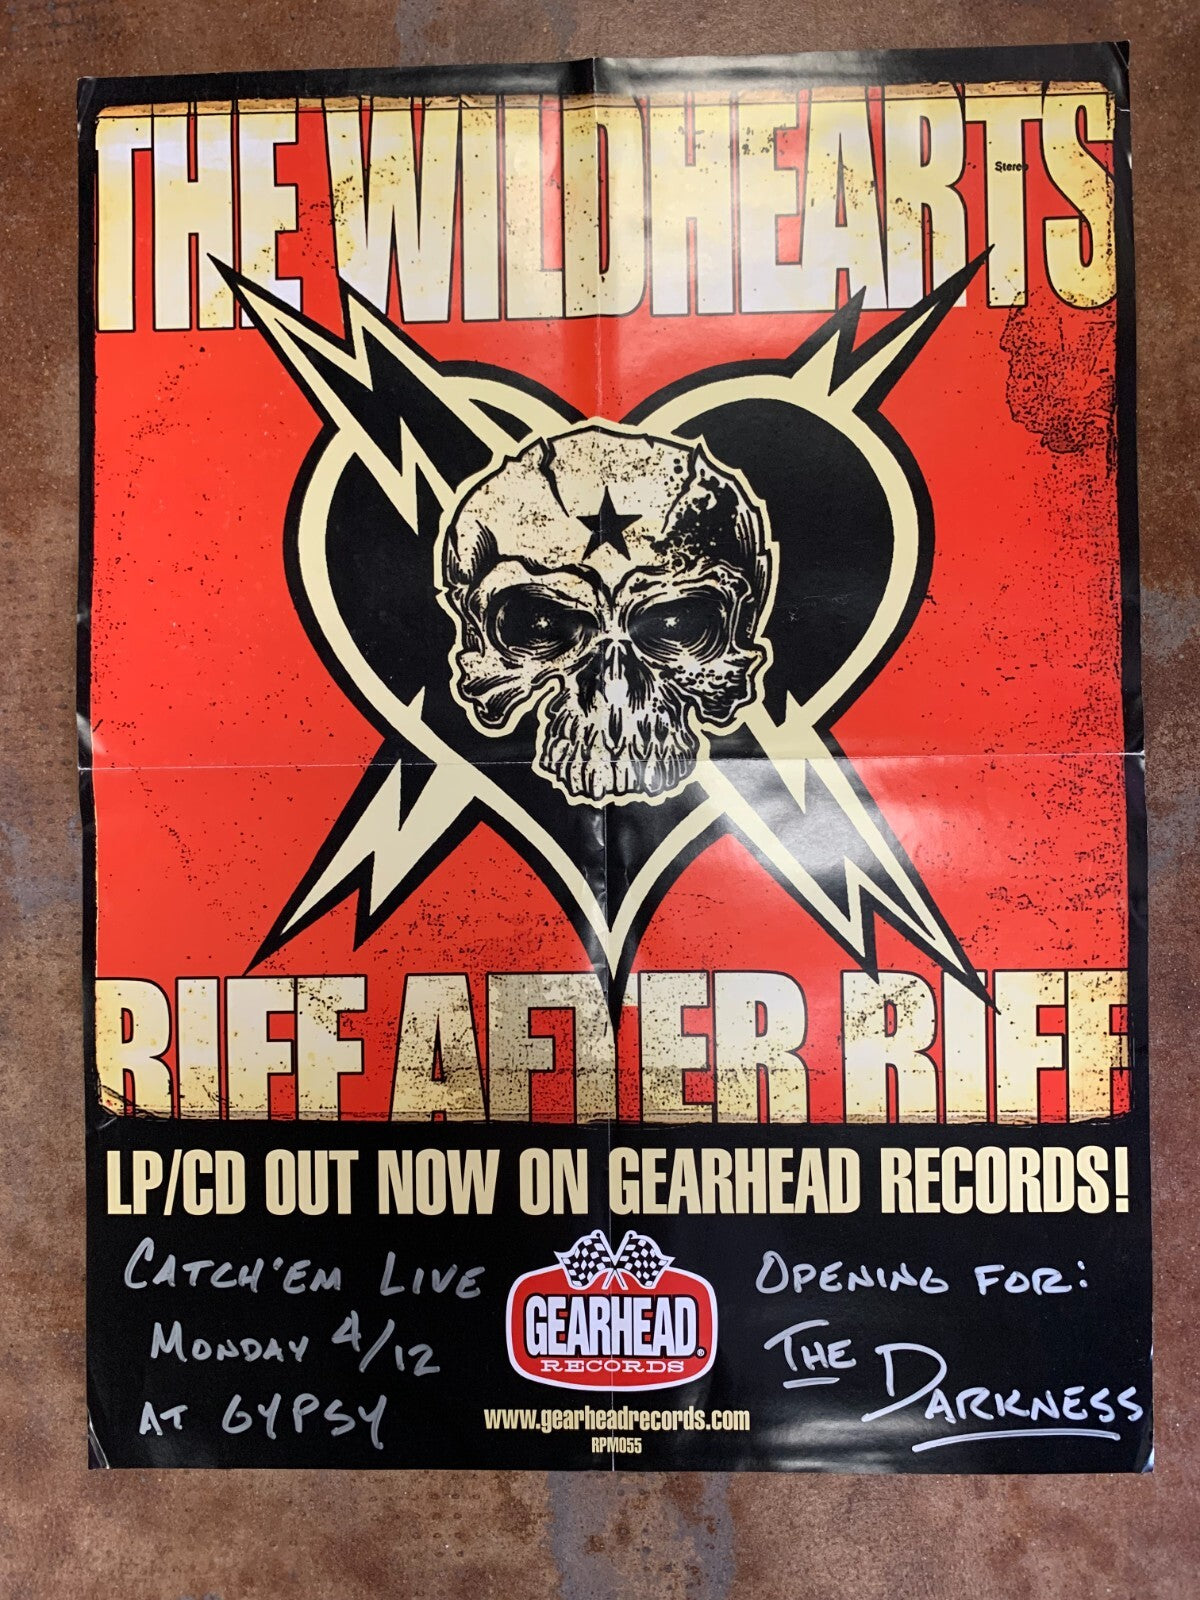 THE WILDHEARTS
Stereo
RIFF AFTER RIFF
LP/CD OUT NOW ON GEARHEAD RECORDS!
CATCH'EM LIVE
MONDAY 4/12
AT GYPSY
GEARHEAD®
RECORDS
OPENING FOR:
THE DARKNESS
www.gearheadrecords.com
RPM055